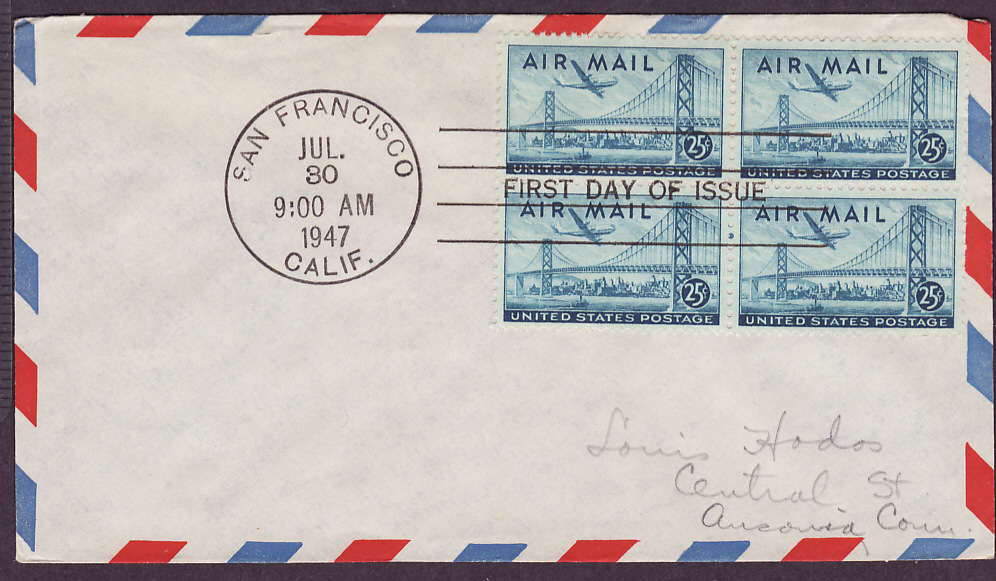 SAN FRANCISCO
JUL.
30
9:00 AM
1947
CALIF.
AIR MAIL
25¢
UNITED STATES POSTAGE
AIR MAIL
25¢
UNITED STATES POSTAGE
FIRST DAY OF ISSUE
AIR MAIL
25¢
UNITED STATES POSTAGE
AIR MAIL
25¢
UNITED STATES POSTAGE
Louis Hodos
Central St
Ansonia Conn.